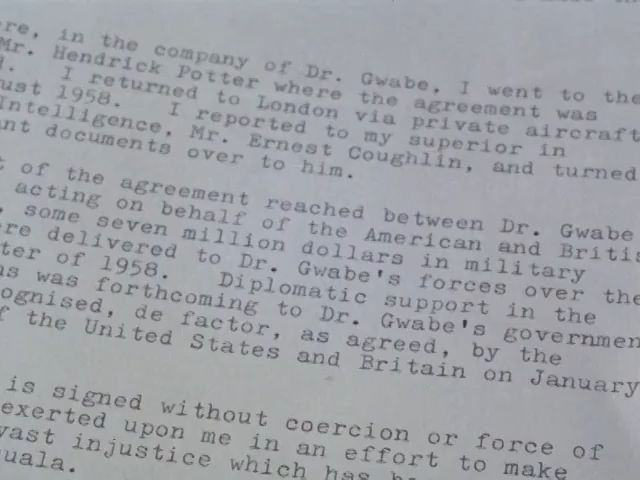 re, in the company of Dr. Gwabe, I went to the
Mr. Hendrick Potter where the agreement was
d. I returned to London via private aircraft
ust 1958. I reported to my superior in
Intelligence, Mr. Ernest Coughlin, and turned
nt documents over to him.
t of the agreement reached between Dr. Gwabe
acting on behalf of the American and Britis
, some seven million dollars in military
re delivered to Dr. Gwabe's forces over the
ter of 1958. Diplomatic support in the
ns was forthcoming to Dr. Gwabe's governmen
ognised, de factor, as agreed, by the
f the United States and Britain on January
is signed without coercion or force of
exerted upon me in an effort to make
vast injustice which has
uala.